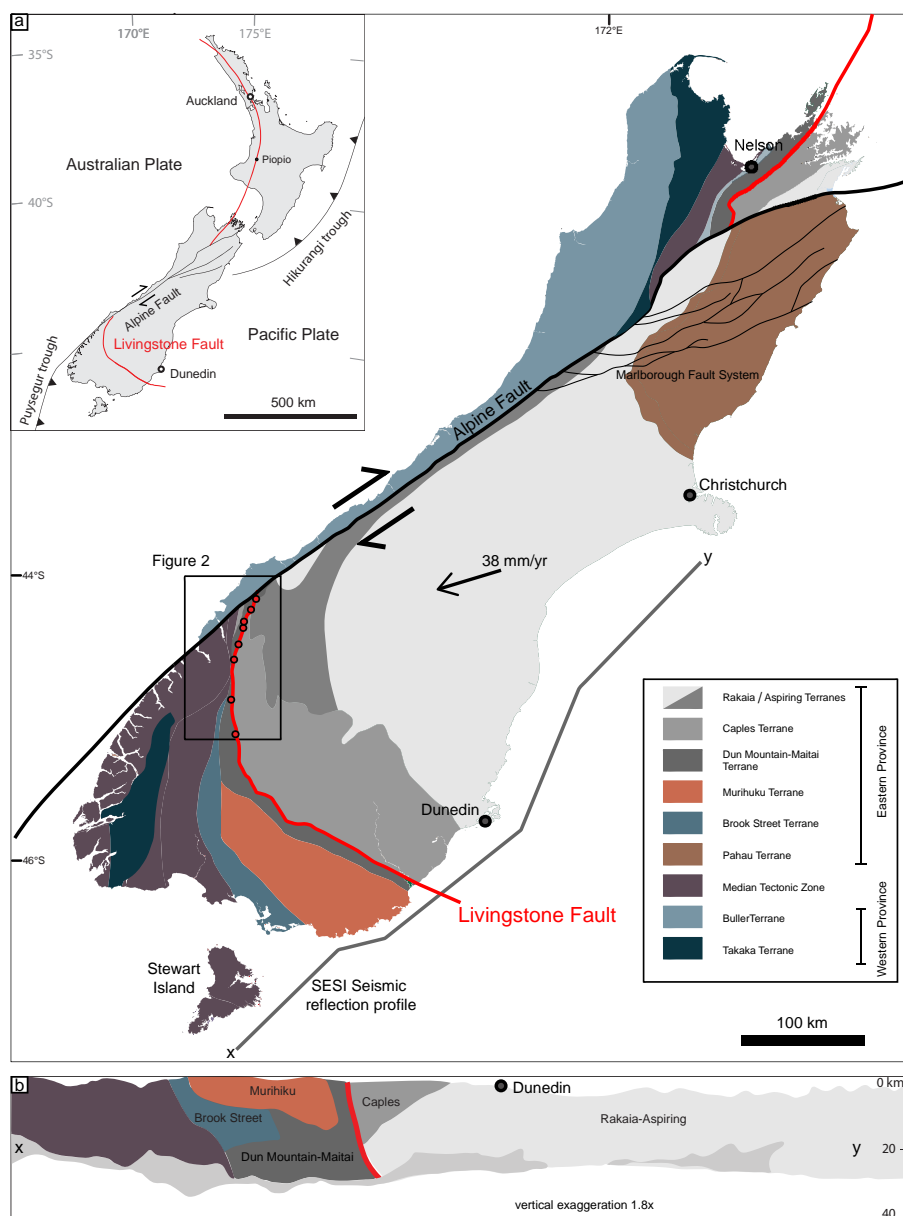 a
170°E
175°E
35°S
40°S
Auckland
Piopio
Australian Plate
Hikurangi trough
Alpine Fault
Pacific Plate
Livingstone Fault
Puysegur trough
Dunedin
500 km
172°E
Nelson
Marlborough Fault System
Alpine Fault
Christchurch
Figure 2
44°S
38 mm/yr
y
Dunedin
46°S
Livingstone Fault
Stewart
Island
SESI Seismic
reflection profile
x
Rakaia / Aspiring Terranes
Caples Terrane
Dun Mountain-Maitai
Terrane
Murihuku Terrane
Brook Street Terrane
Pahau Terrane
Median Tectonic Zone
BullerTerrane
Takaka Terrane
Eastern Province
Western Province
100 km
b
Dunedin
0 km
Murihiku
Caples
Brook Street
Rakaia-Aspiring
x
Dun Mountain-Maitai
y
20
vertical exaggeration 1.8x
40